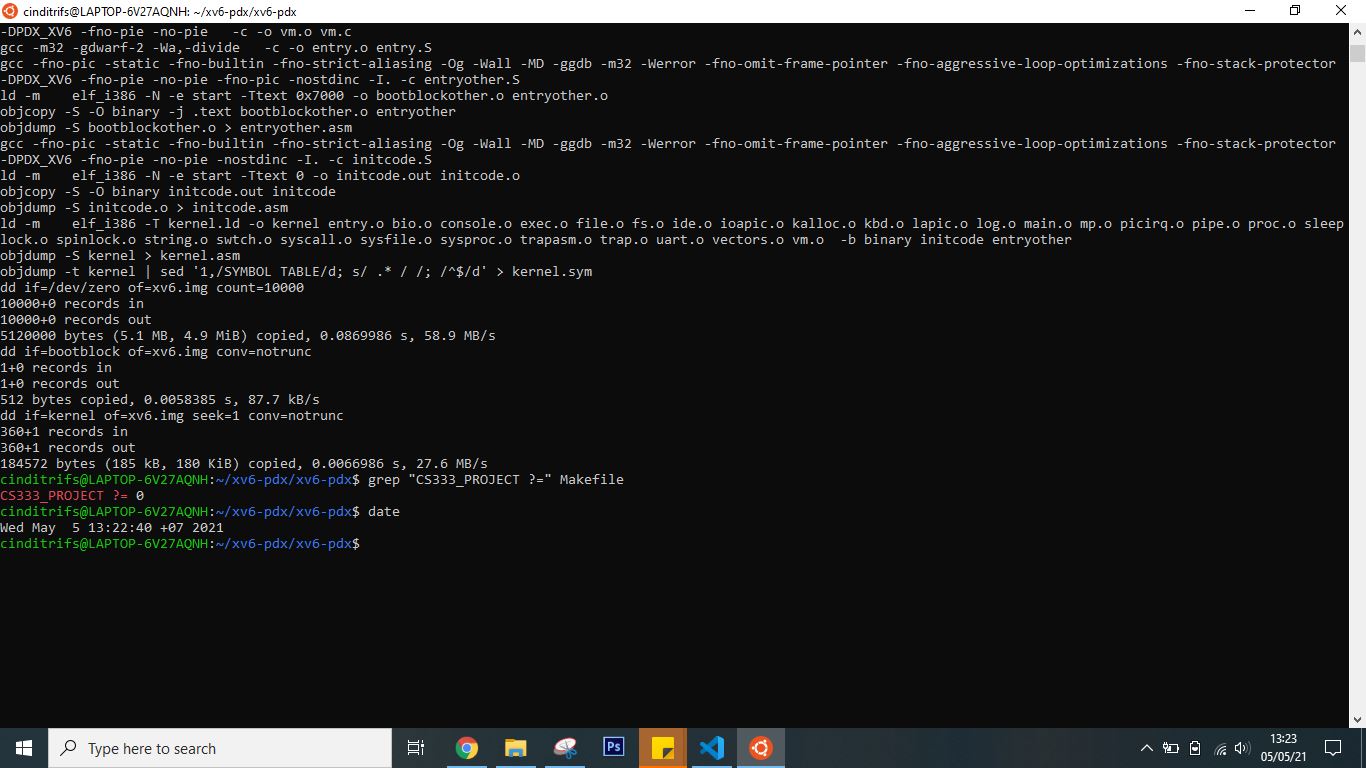 cinditrifs@LAPTOP-6V27AQNH: ~/xv6-pdx/xv6-pdx
-DPDX_XV6 -fno-pie -no-pie   -c -o vm.o vm.c
gcc -m32 -gdwarf-2 -Wa,-divide   -c -o entry.o entry.S
gcc -fno-pic -static -fno-builtin -fno-strict-aliasing -Og -Wall -MD -ggdb -m32 -Werror -fno-omit-frame-pointer -fno-aggressive-loop-optimizations -fno-stack-protector
-DPDX_XV6 -fno-pie -no-pie -fno-pic -nostdinc -I. -c entryother.S
ld -m    elf_i386 -N -e start -Ttext 0x7000 -o bootblockother.o entryother.o
objcopy -S -O binary -j .text bootblockother.o entryother
objdump -S bootblockother.o > entryother.asm
gcc -fno-pic -static -fno-builtin -fno-strict-aliasing -Og -Wall -MD -ggdb -m32 -Werror -fno-omit-frame-pointer -fno-aggressive-loop-optimizations -fno-stack-protector
-DPDX_XV6 -fno-pie -no-pie -nostdinc -I. -c initcode.S
ld -m    elf_i386 -N -e start -Ttext 0 -o initcode.out initcode.o
objcopy -S -O binary initcode.out initcode
objdump -S initcode.o > initcode.asm
ld -m    elf_i386 -T kernel.ld -o kernel entry.o bio.o console.o exec.o file.o fs.o ide.o ioapic.o kalloc.o kbd.o lapic.o log.o main.o mp.o picirq.o pipe.o proc.o sleep
lock.o spinlock.o string.o swtch.o syscall.o sysfile.o sysproc.o trapasm.o trap.o uart.o vectors.o vm.o  -b binary initcode entryother
objdump -S kernel > kernel.asm
objdump -t kernel | sed '1,/SYMBOL TABLE/d; s/ .* / /; /^$/d' > kernel.sym
dd if=/dev/zero of=xv6.img count=10000
10000+0 records in
10000+0 records out
5120000 bytes (5.1 MB, 4.9 MiB) copied, 0.0869986 s, 58.9 MB/s
dd if=bootblock of=xv6.img conv=notrunc
1+0 records in
1+0 records out
512 bytes copied, 0.0058385 s, 87.7 kB/s
dd if=kernel of=xv6.img seek=1 conv=notrunc
360+1 records in
360+1 records out
184572 bytes (185 kB, 180 KiB) copied, 0.0066986 s, 27.6 MB/s
cinditrifs@LAPTOP-6V27AQNH:~/xv6-pdx/xv6-pdx$ grep "CS333_PROJECT ?=" Makefile
CS333_PROJECT ?= 0
cinditrifs@LAPTOP-6V27AQNH:~/xv6-pdx/xv6-pdx$ date
Wed May  5 13:22:40 +07 2021
cinditrifs@LAPTOP-6V27AQNH:~/xv6-pdx/xv6-pdx$
Type here to search
Ps
13:23
05/05/21